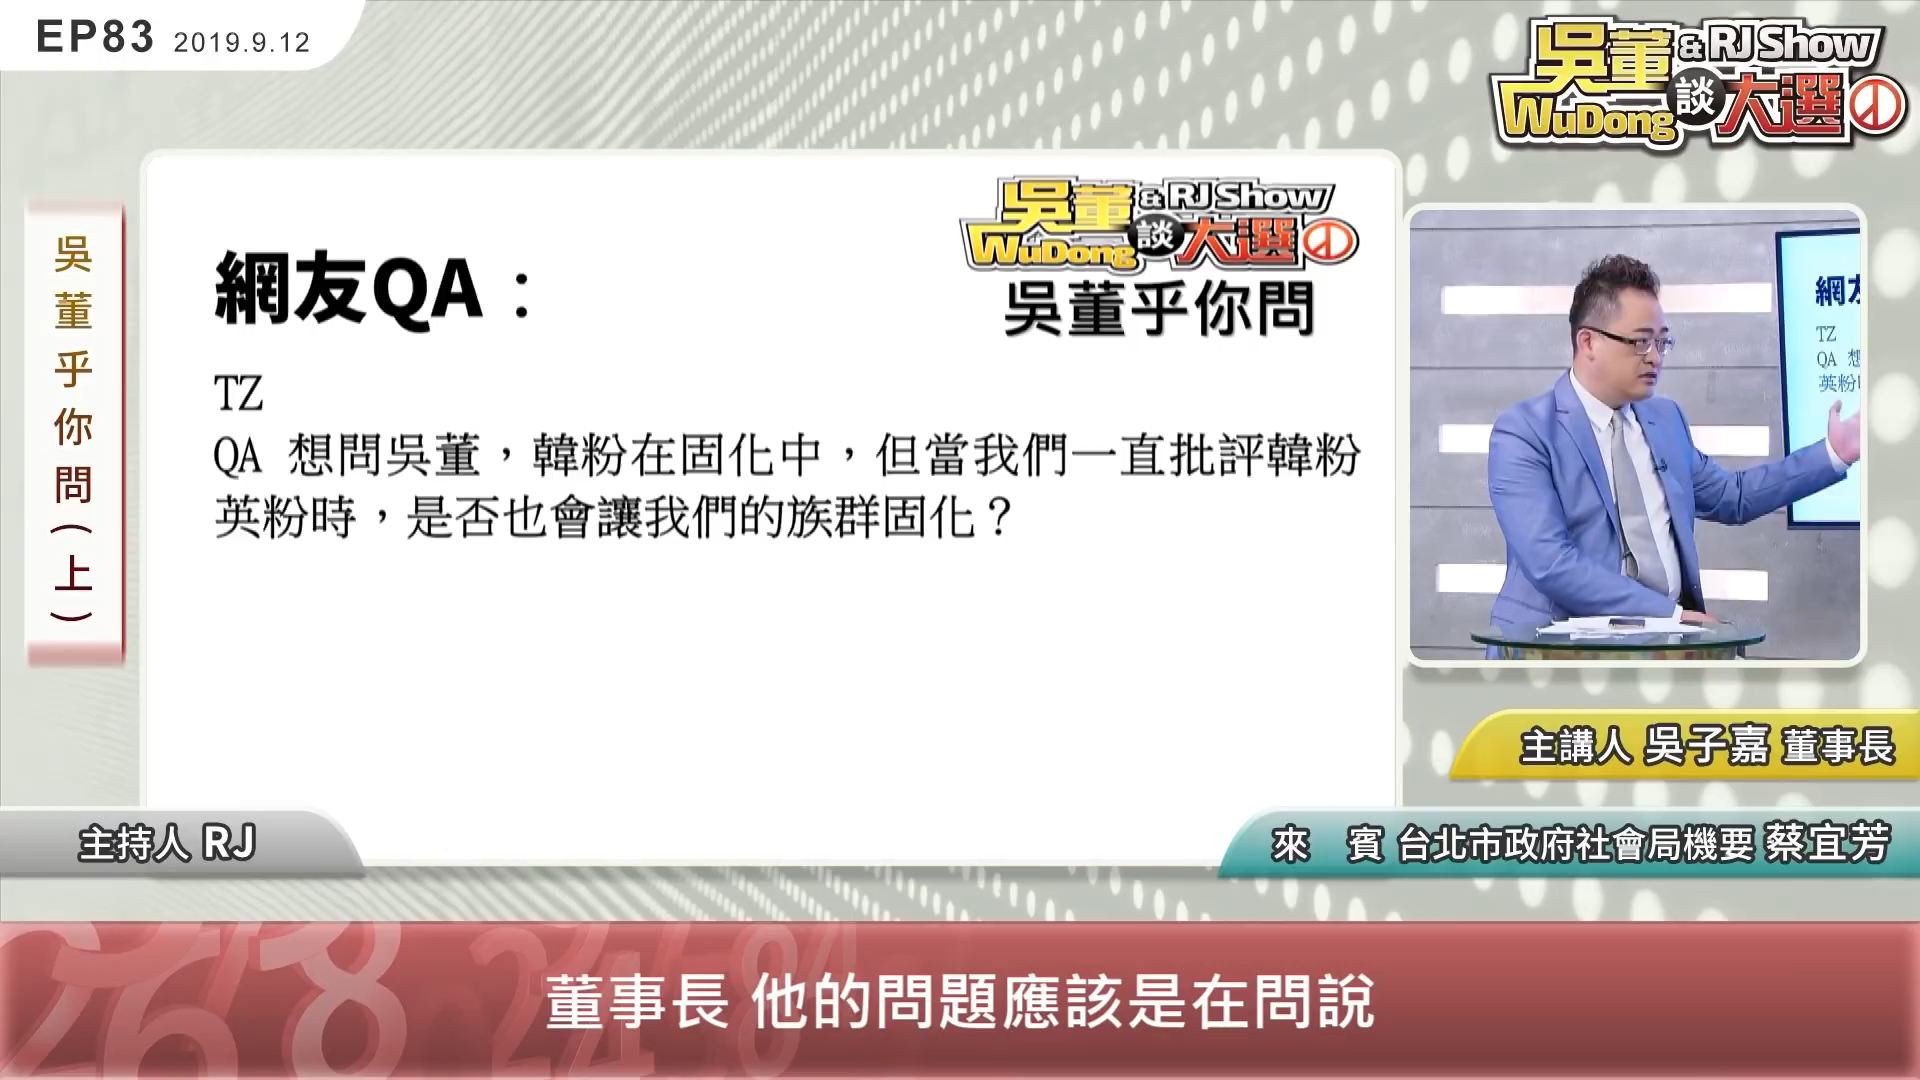 EP83 2019.9.12
吳董 & RJ Show
WuDong 談 大選
吳董乎你問(上)
吳董 & RJ Show
WuDong 談 大選
吳董乎你問
網友QA：
TZ
QA 想問吳董，韓粉在固化中，但當我們一直批評韓粉
英粉時，是否也會讓我們的族群固化？
網友
TZ
QA 想
英粉時
主講人 吳子嘉 董事長
主持人 RJ
來　賓 台北市政府社會局機要 蔡宜芳
董事長 他的問題應該是在問說